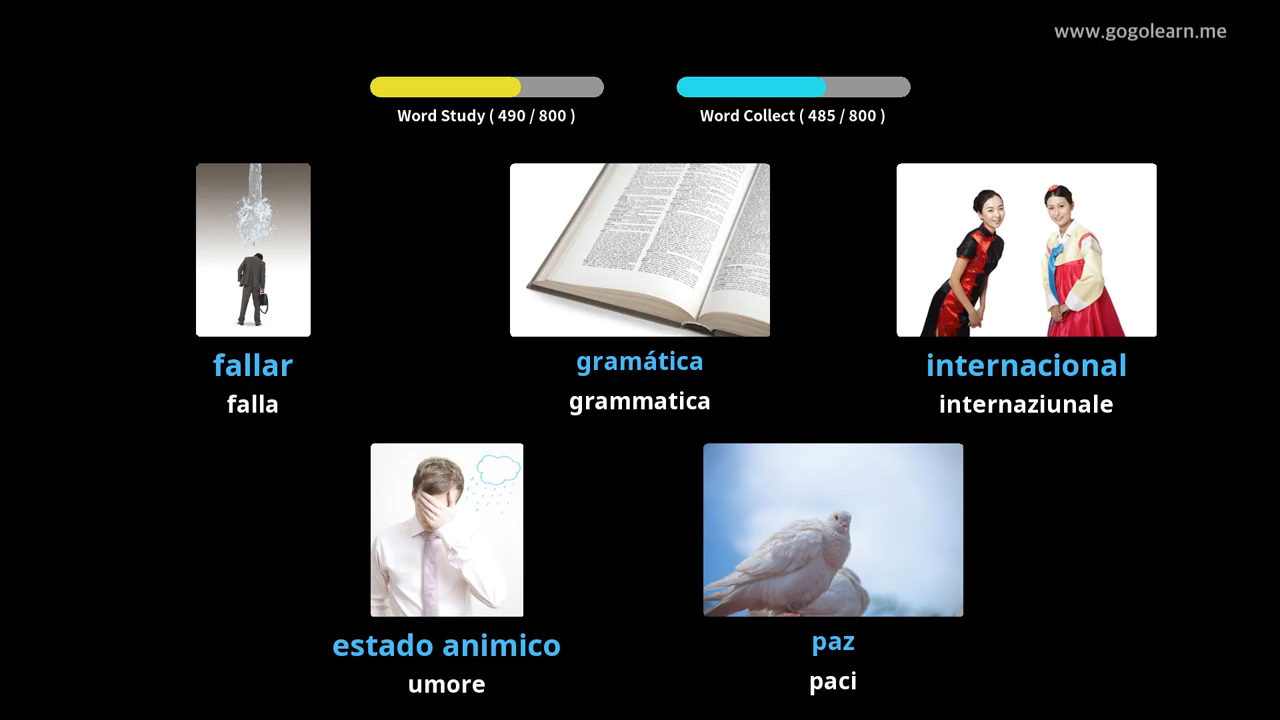 www.gogolearn.me
Word Study ( 490 / 800 )
Word Collect ( 485 / 800 )
fallar
falla
gramática
grammatica
internacional
internaziunale
estado animico
umore
paz
paci